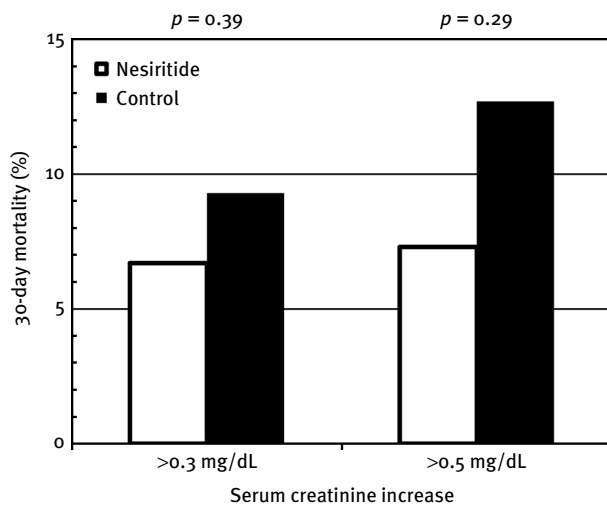 p = 0.39 p = 0.29
15
Nesiritide
Control
10
5
0
30-day mortality (%)
>0.3 mg/dL >0.5 mg/dL
Serum creatinine increase